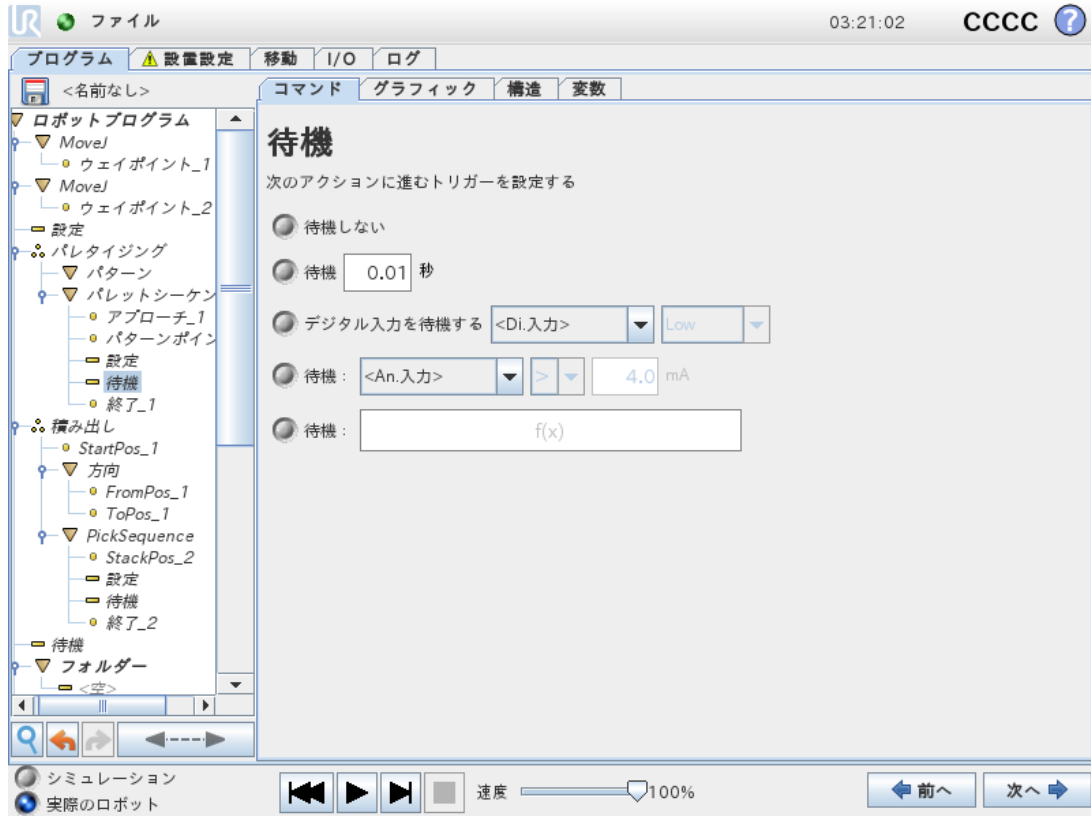 UR ファイル 03:21:02 CCCC ?
プログラム 設置設定 移動 I/O ログ
<名前なし>
コマンド グラフィック 構造 変数
ロボットプログラム
MoveJ
ウェイポイント_1
MoveJ
ウェイポイント_2
設定
パレタイジング
パターン
パレットシーケン
アプローチ_1
パターンポイン
設定
待機
終了_1
積み出し
StartPos_1
方向
FromPos_1
ToPos_1
PickSequence
StackPos_2
設定
待機
終了_2
待機
フォルダー
<空>
待機
次のアクションに進むトリガーを設定する
待機しない
待機 0.01 秒
デジタル入力を待機する <Di.入力> Low
待機： <An.入力> > 4.0 mA
待機： f(x)
シミュレーション
実際のロボット
速度 100%
前へ 次へ